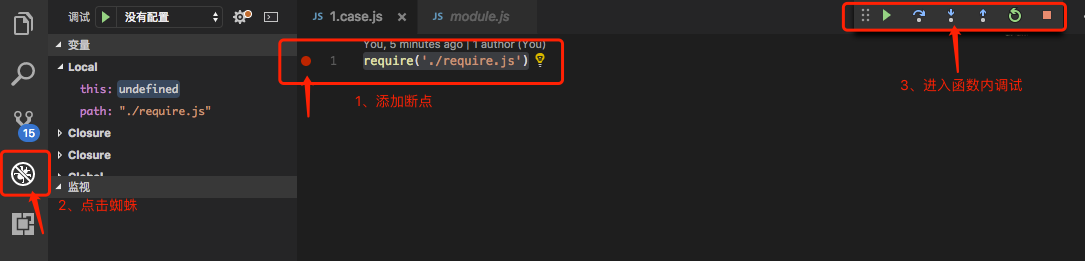 调试 没有配置
JS 1.case.js JS module.js
变量
You, 5 minutes ago | 1 author (You)
1 require('./require.js')
Local
this: undefined
path: "./require.js"
Closure
Closure
Global
监视
15
1、添加断点
2、点击蜘蛛
3、进入函数内调试